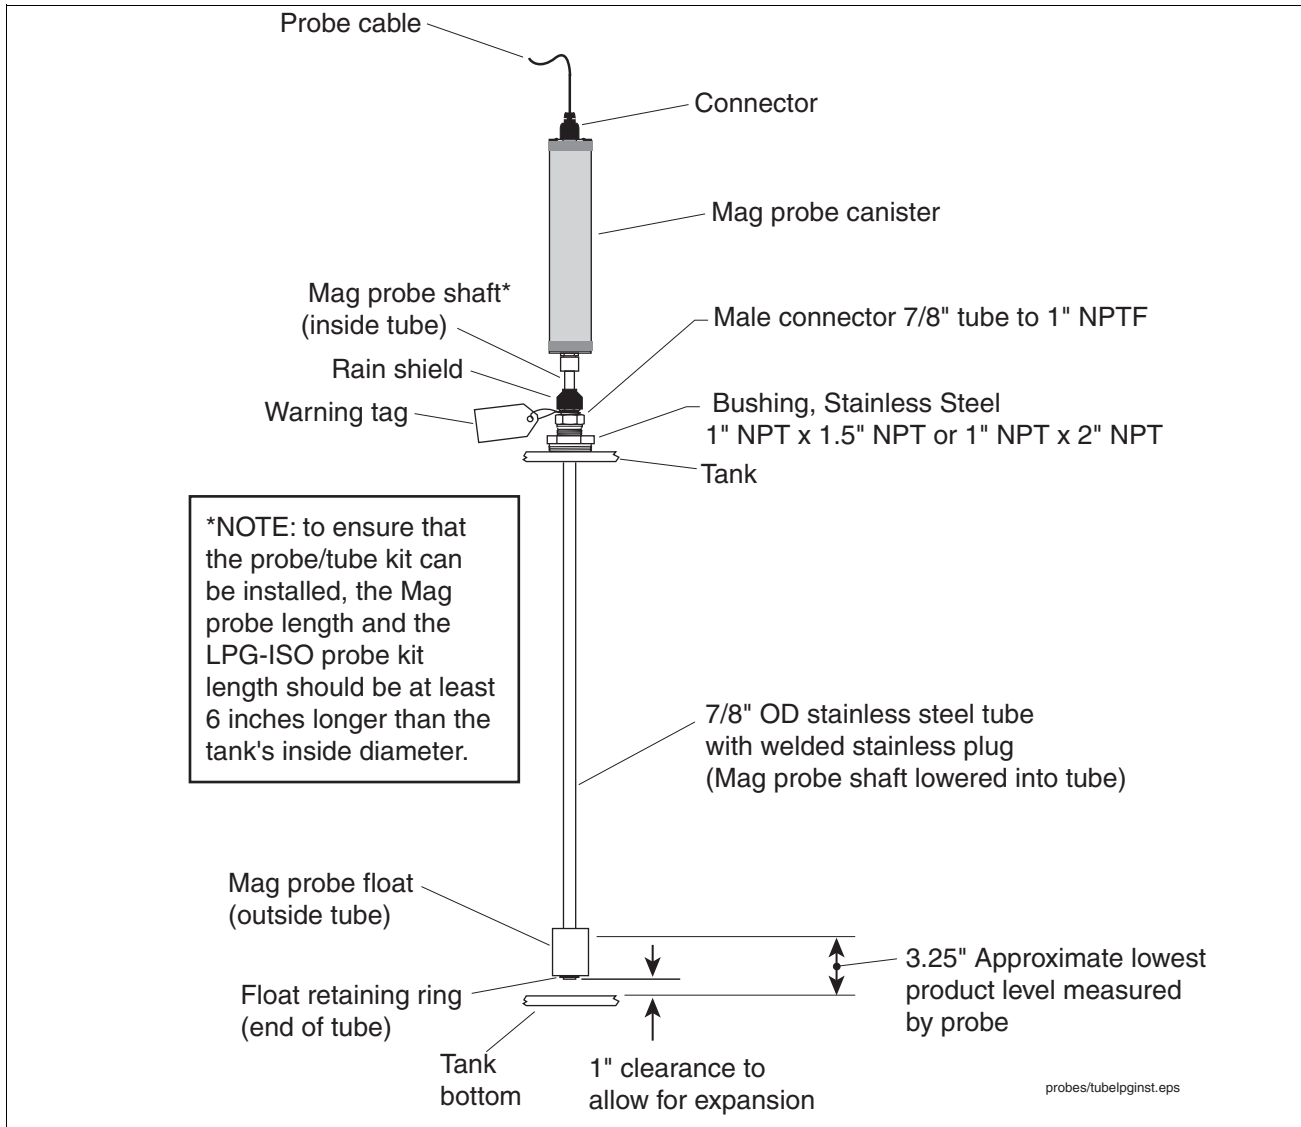 Probe cable
Connector
Mag probe canister
Mag probe shaft*
(inside tube)
Male connector 7/8" tube to 1" NPTF
Rain shield
Warning tag
Bushing, Stainless Steel
1" NPT x 1.5" NPT or 1" NPT x 2" NPT
Tank
*NOTE: to ensure that
the probe/tube kit can
be installed, the Mag
probe length and the
LPG-ISO probe kit
length should be at least
6 inches longer than the
tank's inside diameter.
7/8" OD stainless steel tube
with welded stainless plug
(Mag probe shaft lowered into tube)
Mag probe float
(outside tube)
3.25" Approximate lowest
product level measured
by probe
Float retaining ring
(end of tube)
Tank
bottom
1" clearance to
allow for expansion
probes/tubelpginst.eps